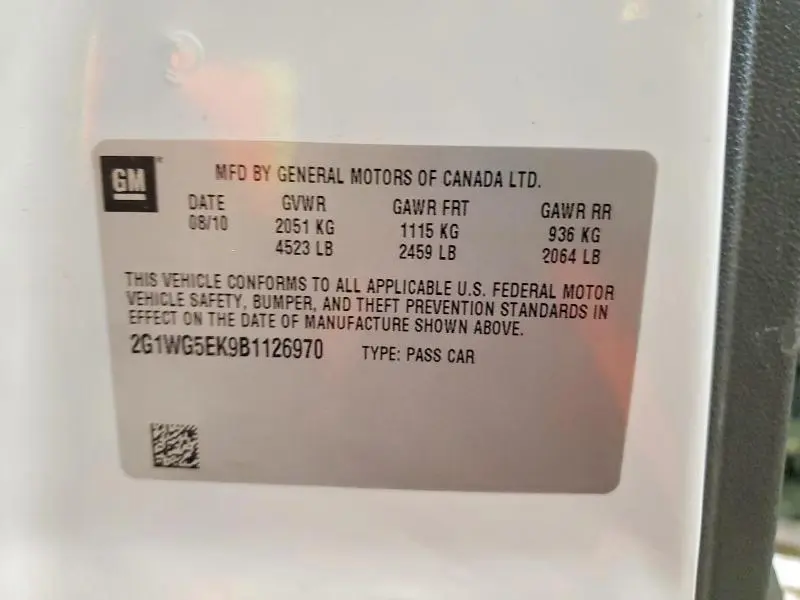 GM
MFD BY GENERAL MOTORS OF CANADA LTD.
DATE GVWR GAWR FRT GAWR RR
08/10 2051 KG 1115 KG 936 KG
4523 LB 2459 LB 2064 LB
THIS VEHICLE CONFORMS TO ALL APPLICABLE U.S. FEDERAL MOTOR
VEHICLE SAFETY, BUMPER, AND THEFT PREVENTION STANDARDS IN
EFFECT ON THE DATE OF MANUFACTURE SHOWN ABOVE.
2G1WG5EK9B1126970 TYPE: PASS CAR